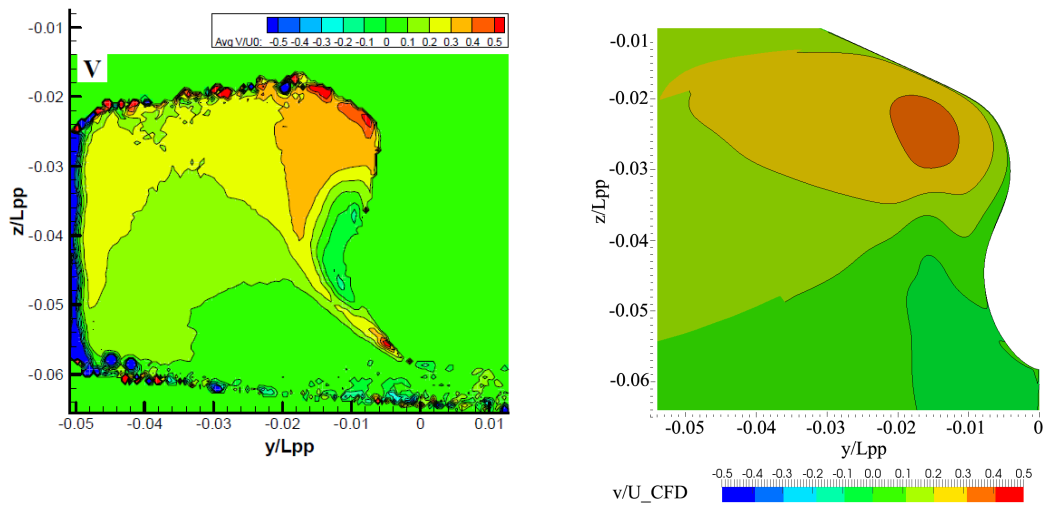 Avg V/U0: -0.5 -0.4 -0.3 -0.2 -0.1 0 0.1 0.2 0.3 0.4 0.5
V
-0.01
-0.02
-0.03
-0.04
-0.05
-0.06
z/Lpp
-0.05 -0.04 -0.03 -0.02 -0.01 0 0.01
y/Lpp
-0.01
-0.02
-0.03
-0.04
-0.05
-0.06
z/Lpp
-0.05 -0.04 -0.03 -0.02 -0.01 0
y/Lpp
v/U_CFD
-0.5 -0.4 -0.3 -0.2 -0.1 0.0 0.1 0.2 0.3 0.4 0.5